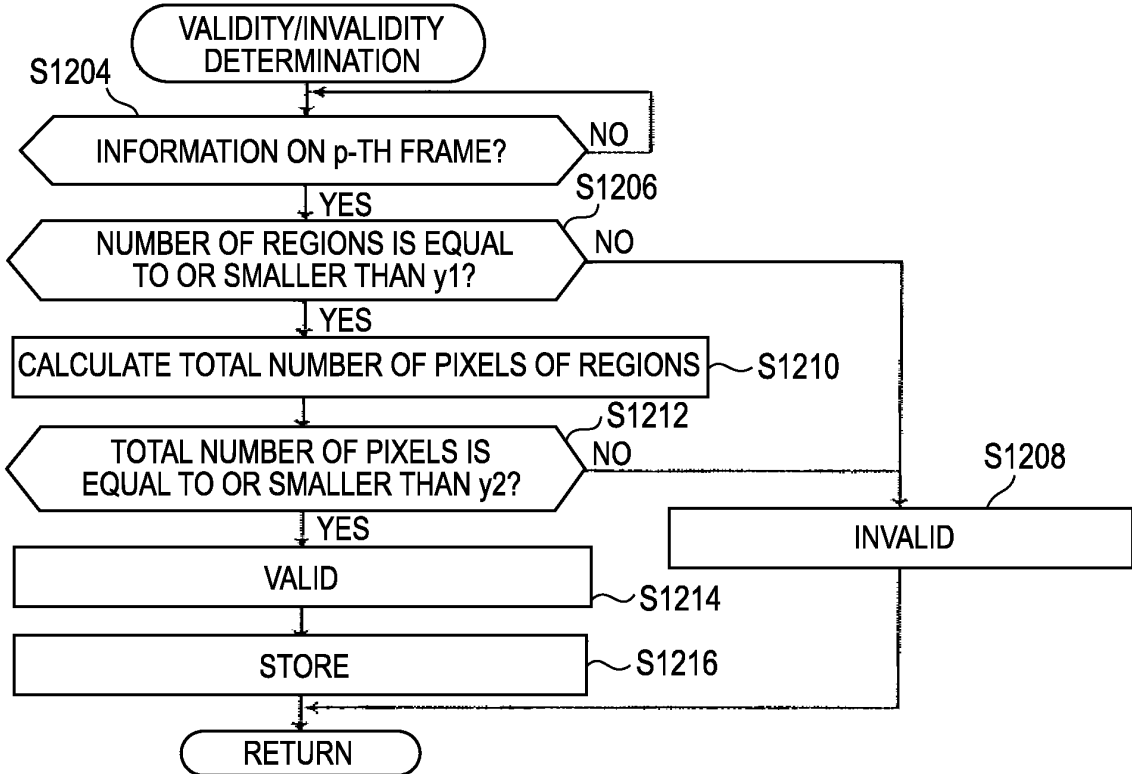 VALIDITY/INVALIDITY
DETERMINATION
S1204
INFORMATION ON p-TH FRAME?
NO
YES
S1206
NUMBER OF REGIONS IS EQUAL
TO OR SMALLER THAN y1?
NO
YES
CALCULATE TOTAL NUMBER OF PIXELS OF REGIONS
S1210
S1212
TOTAL NUMBER OF PIXELS IS
EQUAL TO OR SMALLER THAN y2?
NO
YES
S1208
INVALID
VALID
S1214
STORE
S1216
RETURN